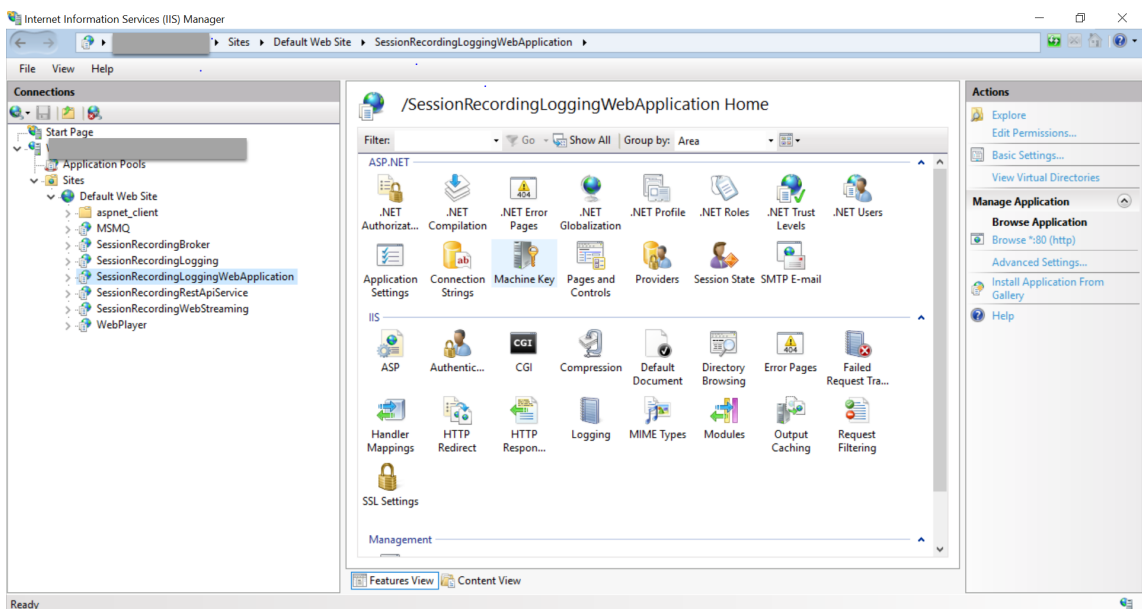 Internet Information Services (IIS) Manager
Sites Default Web Site SessionRecordingLoggingWebApplication
File View Help
Connections
Start Page
Application Pools
Sites
Default Web Site
aspnet_client
MSMQ
SessionRecordingBroker
SessionRecordingLogging
SessionRecordingLoggingWebApplication
SessionRecordingRestApiService
SessionRecordingWebStreaming
WebPlayer
/SessionRecordingLoggingWebApplication Home
Filter: Go Show All Group by: Area
ASP.NET
.NET Authorizat...
.NET Compilation
.NET Error Pages
.NET Globalization
.NET Profile
.NET Roles
.NET Trust Levels
.NET Users
Application Settings
Connection Strings
Machine Key
Pages and Controls
Providers
Session State
SMTP E-mail
IIS
ASP
Authentic...
CGI
CGI
Compression
Default Document
Directory Browsing
404
Error Pages
Failed Request Tra...
Handler Mappings
HTTP Redirect
HTTP Respon...
Logging
MIME Types
Modules
Output Caching
Request Filtering
SSL Settings
Management
Features View Content View
Actions
Explore
Edit Permissions...
Basic Settings...
View Virtual Directories
Manage Application
Browse Application
Browse *:80 (http)
Advanced Settings...
Install Application From
Gallery
Help
Ready